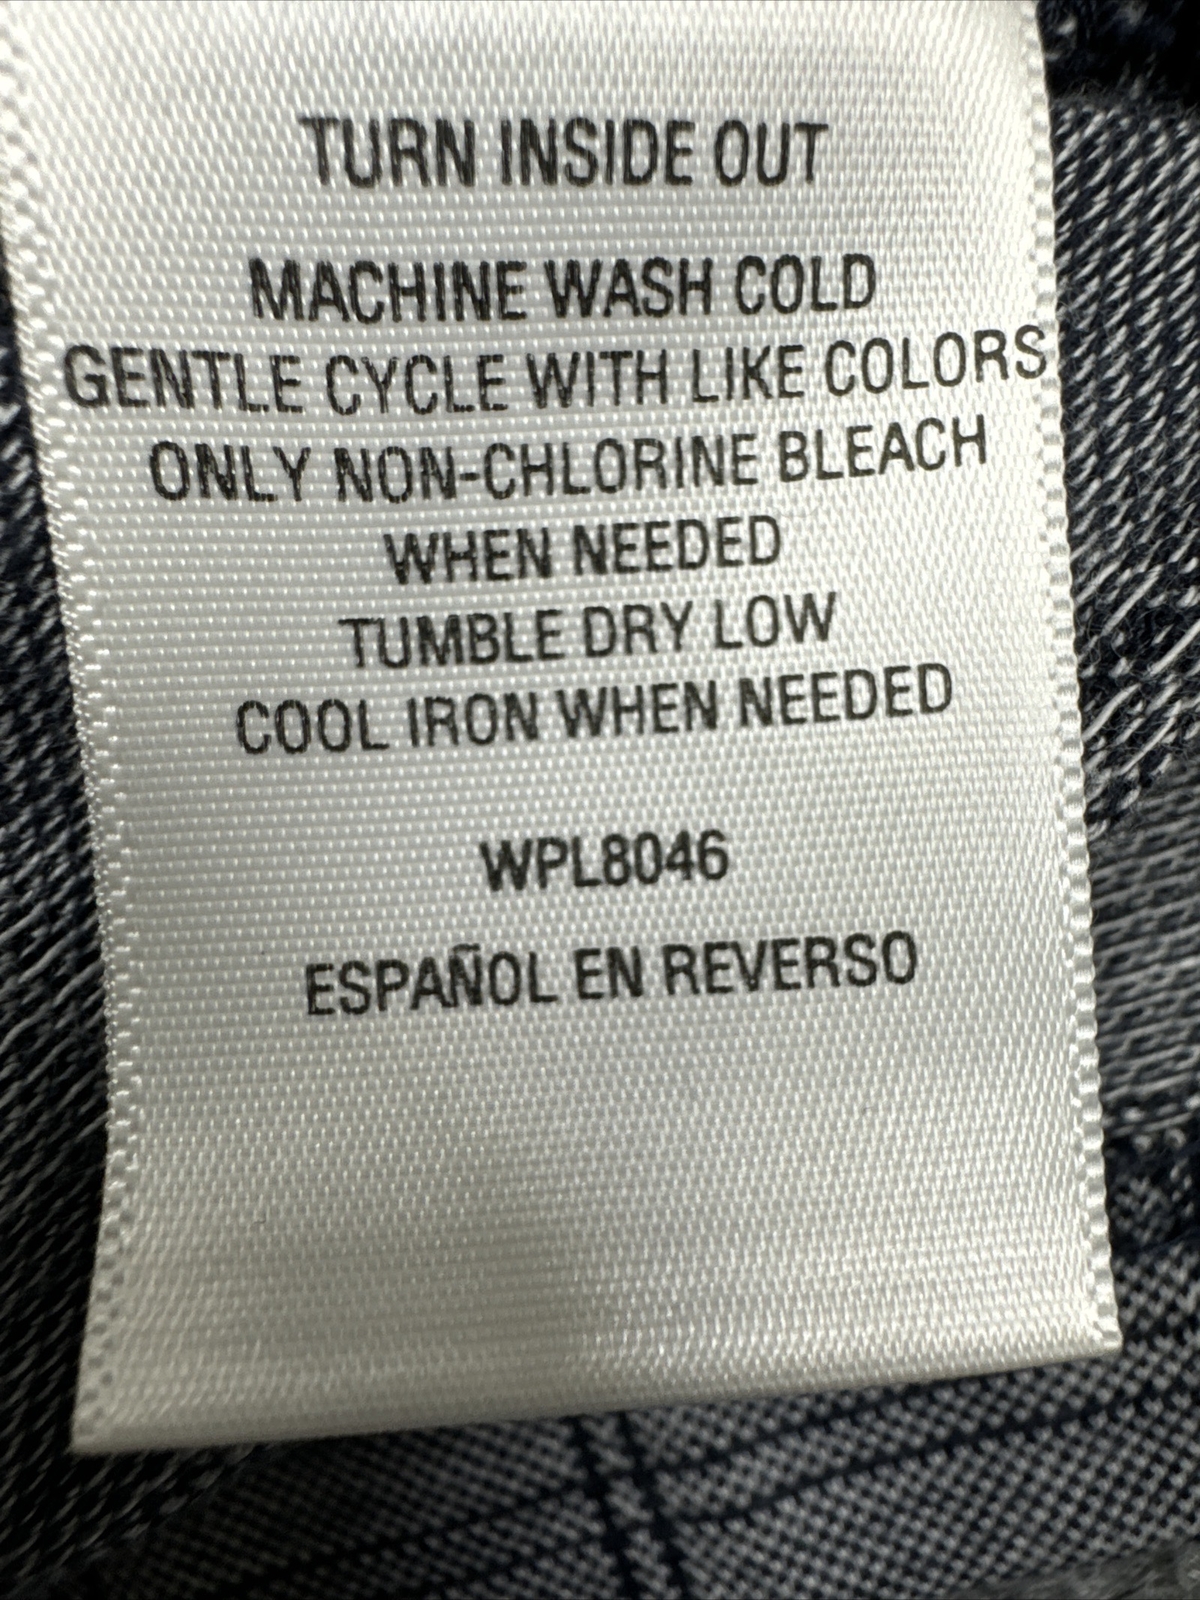 TURN INSIDE OUT
MACHINE WASH COLD
GENTLE CYCLE WITH LIKE COLORS
ONLY NON-CHLORINE BLEACH
WHEN NEEDED
TUMBLE DRY LOW
COOL IRON WHEN NEEDED
WPL8046
ESPAÑOL EN REVERSO